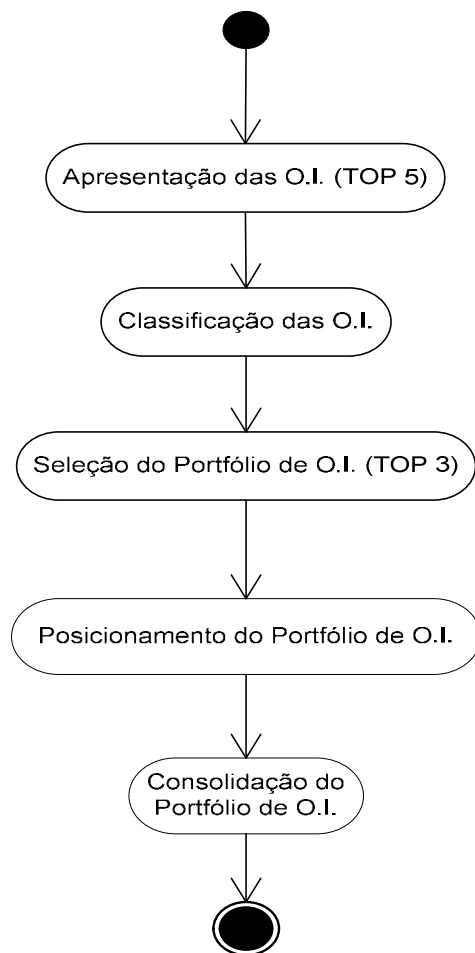 Apresentação das O.I. (TOP 5)
Classificação das O.I.
Seleção do Portfólio de O.I. (TOP 3)
Posicionamento do Portfólio de O.I.
Consolidação do
Portfólio de O.I.